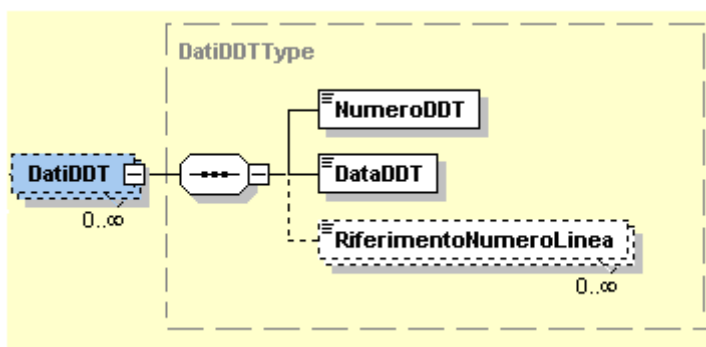 DatiDDTType
NumeroDDT
DatiDDT
DataDDT
0..∞
RiferimentoNumeroLinea
0..∞